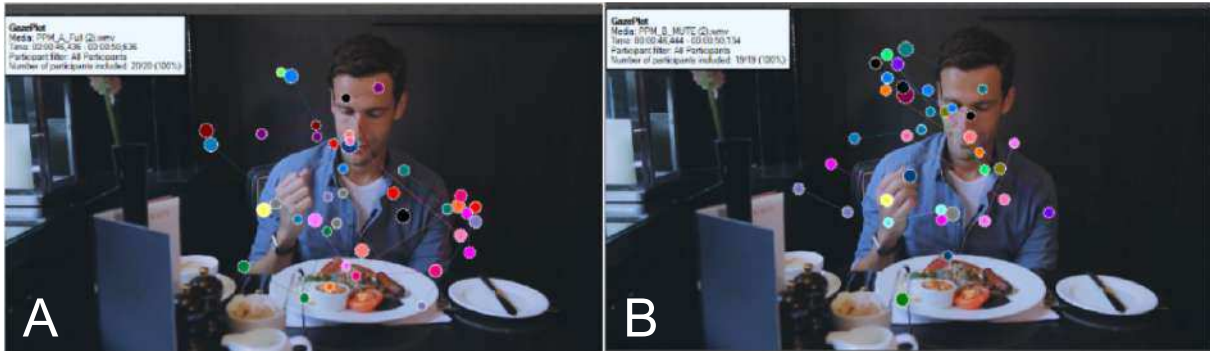 GazePlot
Media: PPM_A_Full (2).wmv
Time: 00:00:46,436 - 00:00:50,636
Participant filter: All Participants
Number of participants included: 20/20 (100%)
A
GazePlot
Media: PPM_B_MUTE (2).wmv
Time: 00:00:46,444 - 00:00:50,134
Participant filter: All Participants
Number of participants included: 19/19 (100%)
B